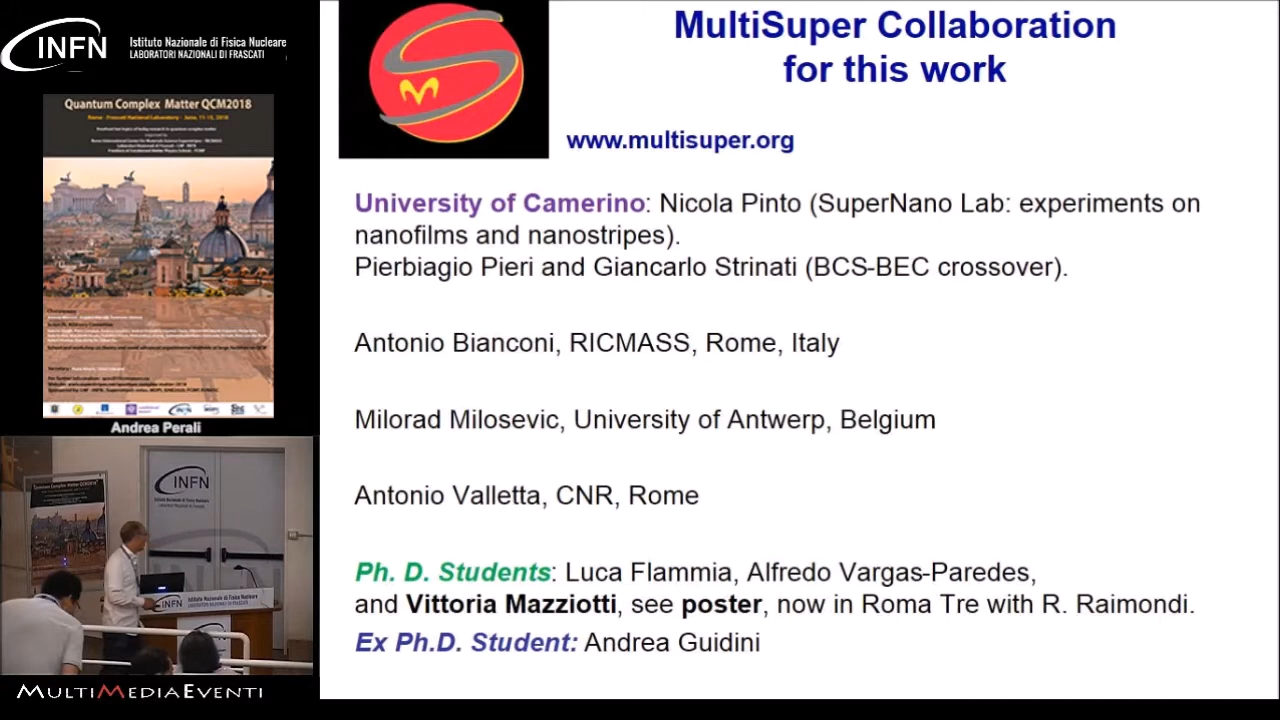 INFN
Istituto Nazionale di Fisica Nucleare
LABORATORI NAZIONALI DI FRASCATI
Quantum Complex Matter QCM2018
Andrea Perali
INFN
MULTIMEDIAEVENTI
MultiSuper Collaboration
for this work
www.multisuper.org
University of Camerino: Nicola Pinto (SuperNano Lab: experiments on
nanofilms and nanostripes).
Pierbiagio Pieri and Giancarlo Strinati (BCS-BEC crossover).
Antonio Bianconi, RICMASS, Rome, Italy
Milorad Milosevic, University of Antwerp, Belgium
Antonio Valletta, CNR, Rome
Ph. D. Students: Luca Flammia, Alfredo Vargas-Paredes,
and Vittoria Mazziotti, see poster, now in Roma Tre with R. Raimondi.
Ex Ph.D. Student: Andrea Guidini